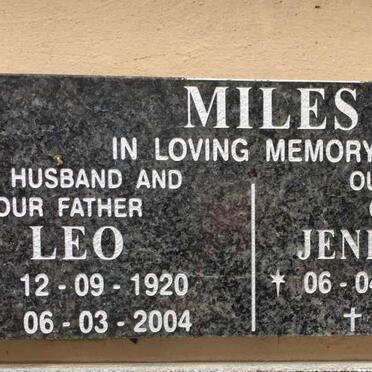 MILES
IN LOVING MEMORY
HUSBAND AND
OUR FATHER
LEO
12 - 09 - 1920
06 - 03 - 2004